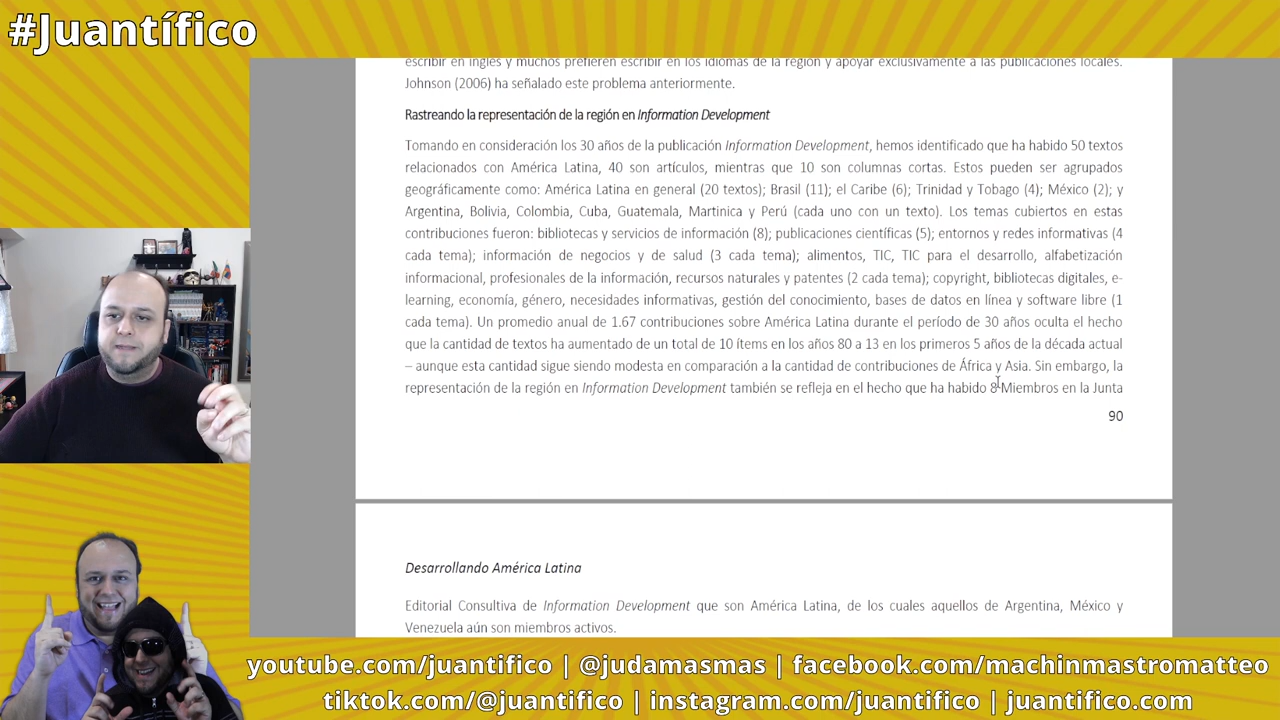 #Juantífico
escribir en inglés y muchos prefieren escribir en los idiomas de la región y apoyar exclusivamente a las publicaciones locales.
Johnson (2006) ha señalado este problema anteriormente.
Rastreando la representación de la región en Information Development
Tomando en consideración los 30 años de la publicación Information Development, hemos identificado que ha habido 50 textos
relacionados con América Latina, 40 son artículos, mientras que 10 son columnas cortas. Estos pueden ser agrupados
geográficamente como: América Latina en general (20 textos); Brasil (11); el Caribe (6); Trinidad y Tobago (4); México (2); y
Argentina, Bolivia, Colombia, Cuba, Guatemala, Martinica y Perú (cada uno con un texto). Los temas cubiertos en estas
contribuciones fueron: bibliotecas y servicios de información (8); publicaciones científicas (5); entornos y redes informativas (4
cada tema); información de negocios y de salud (3 cada tema); alimentos, TIC, TIC para el desarrollo, alfabetización
informacional, profesionales de la información, recursos naturales y patentes (2 cada tema); copyright, bibliotecas digitales, e-
learning, economía, género, necesidades informativas, gestión del conocimiento, bases de datos en línea y software libre (1
cada tema). Un promedio anual de 1.67 contribuciones sobre América Latina durante el período de 30 años oculta el hecho
que la cantidad de textos ha aumentado de un total de 10 ítems en los años 80 a 13 en los primeros 5 años de la década actual
– aunque esta cantidad sigue siendo modesta en comparación a la cantidad de contribuciones de África y Asia. Sin embargo, la
representación de la región en Information Development también se refleja en el hecho que ha habido 8 Miembros en la Junta
90
Desarrollando América Latina
Editorial Consultiva de Information Development que son América Latina, de los cuales aquellos de Argentina, México y
Venezuela aún son miembros activos.
youtube.com/juantifico | @judamasmas | facebook.com/machinmastromatteo
tiktok.com/@juantifico | instagram.com/juantifico | juantifico.com